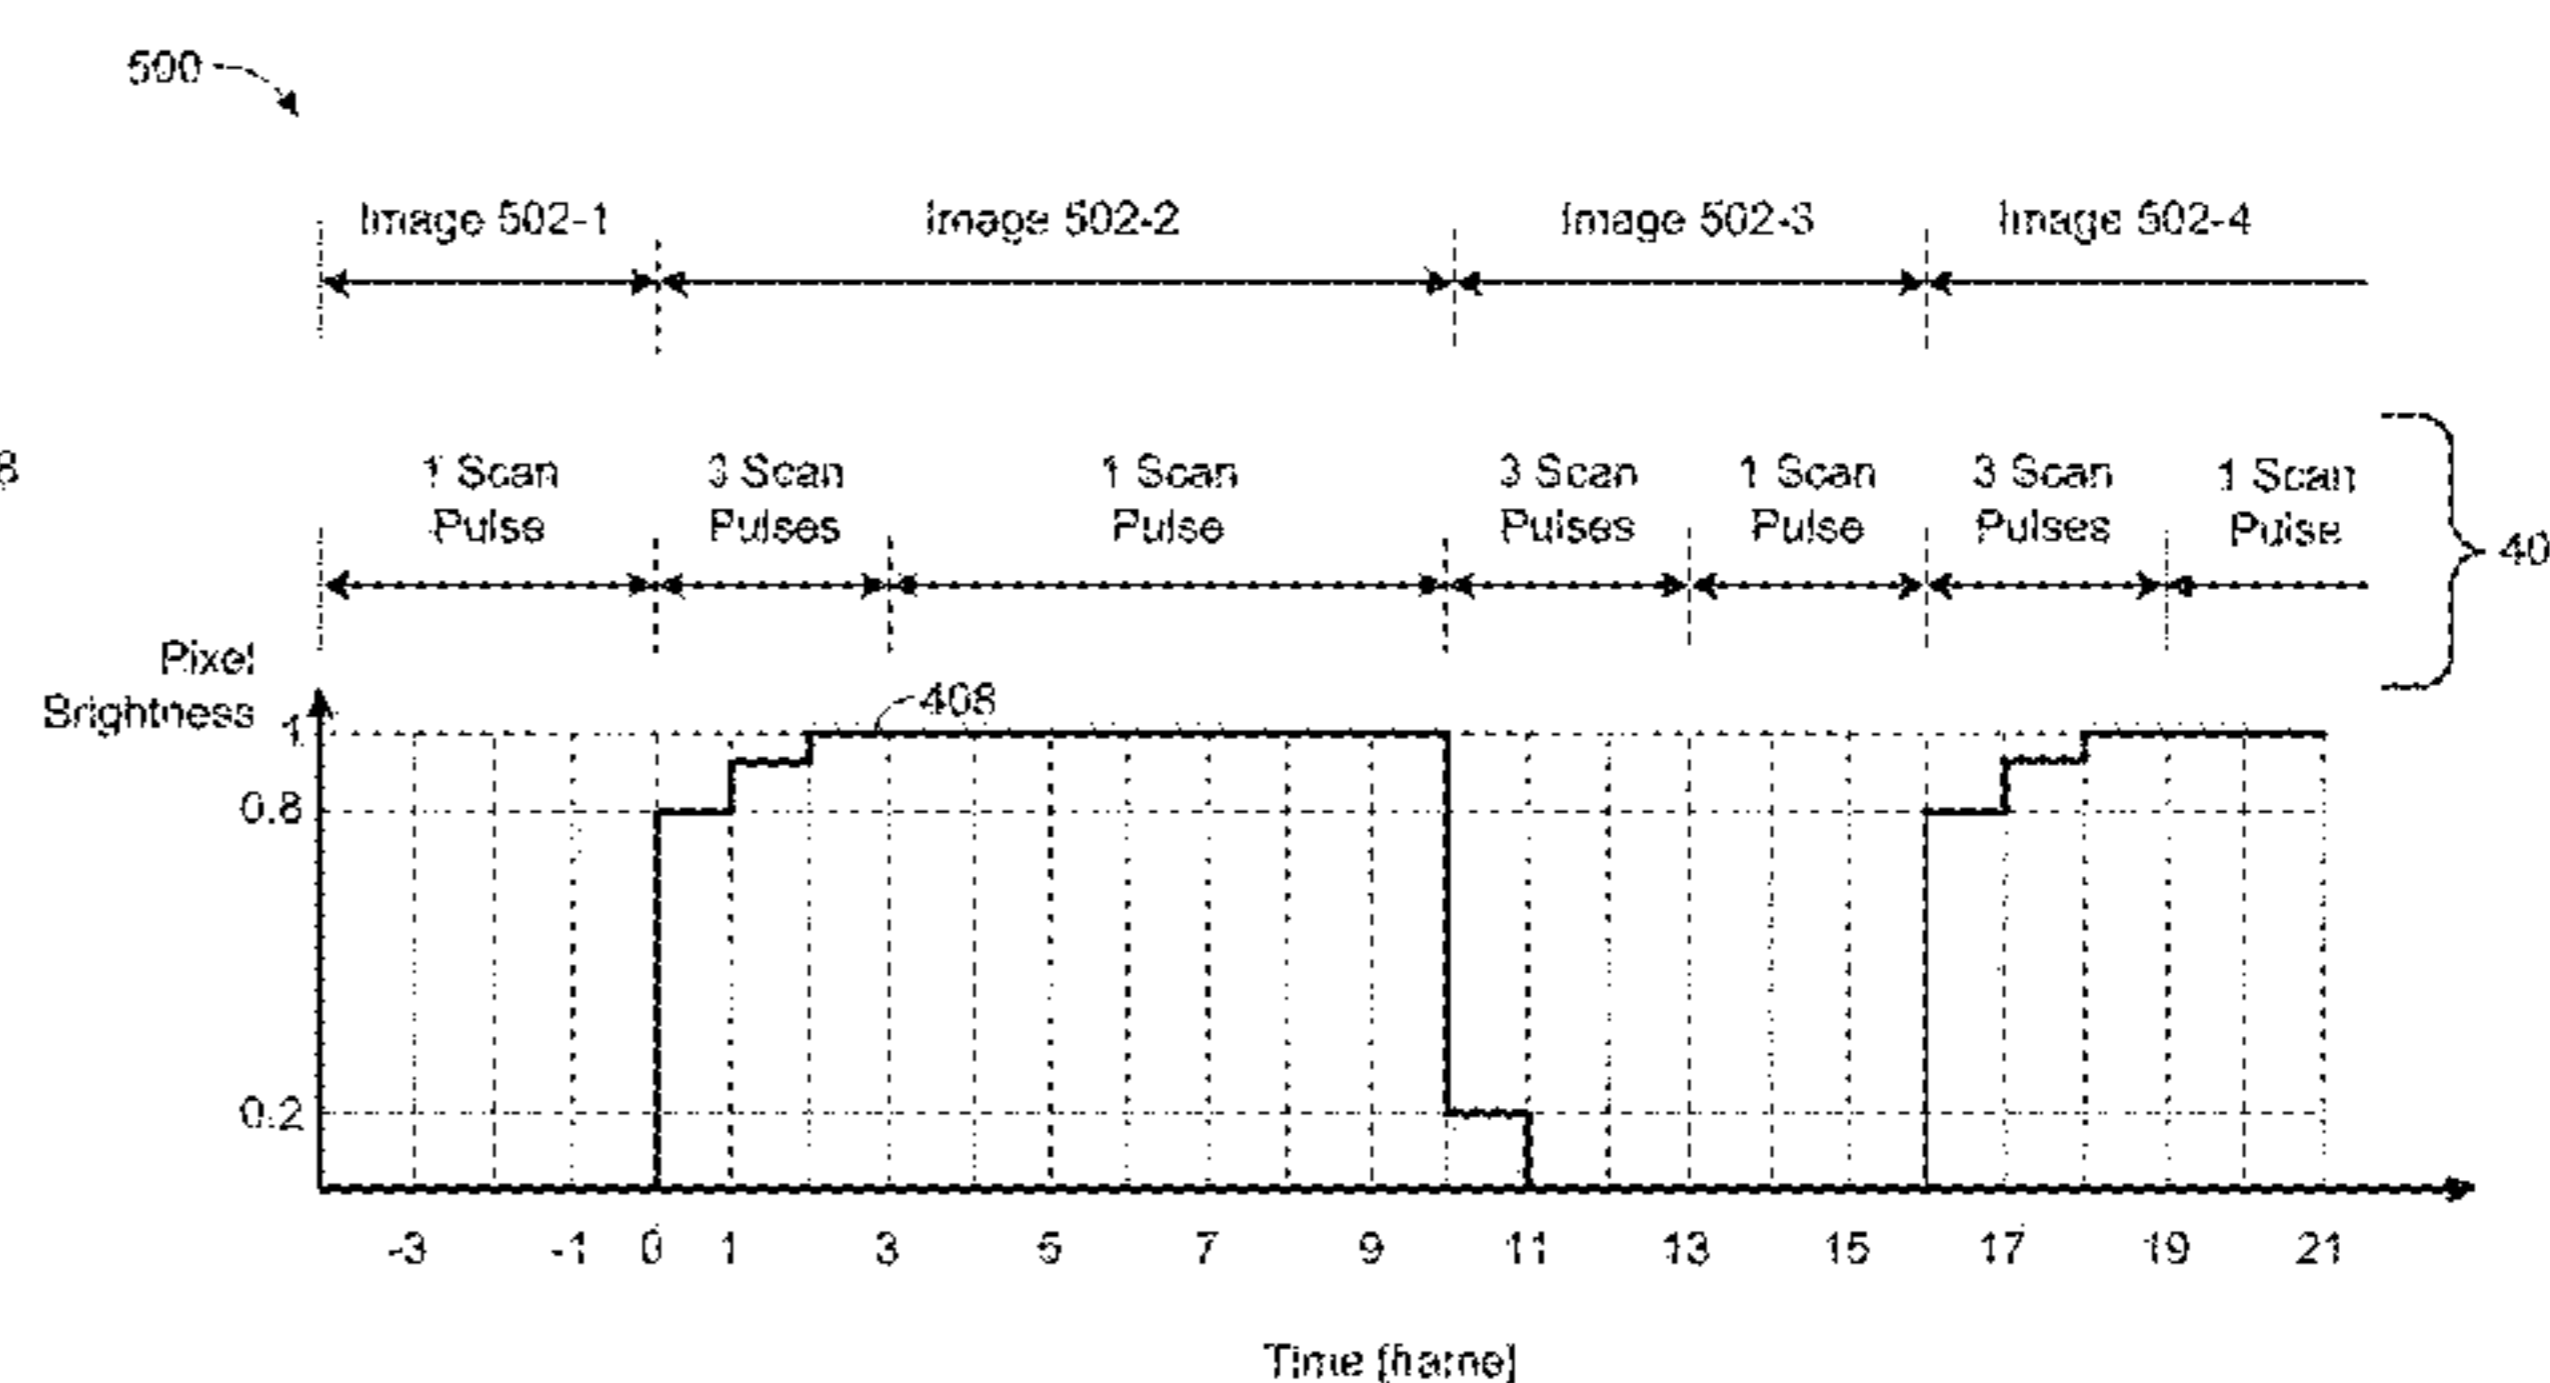 500
Image 502-1 Image 502-2 Image 502-3 Image 502-4
8
1 Scan Pulse
3 Scan Pulses
1 Scan Pulse
3 Scan Pulses
1 Scan Pulse
3 Scan Pulses
1 Scan Pulse
40
Pixel
Brightness
408
1
0.8
0.2
-3 -1 0 1 3 5 7 9 11 13 15 17 19 21
Time [frame]